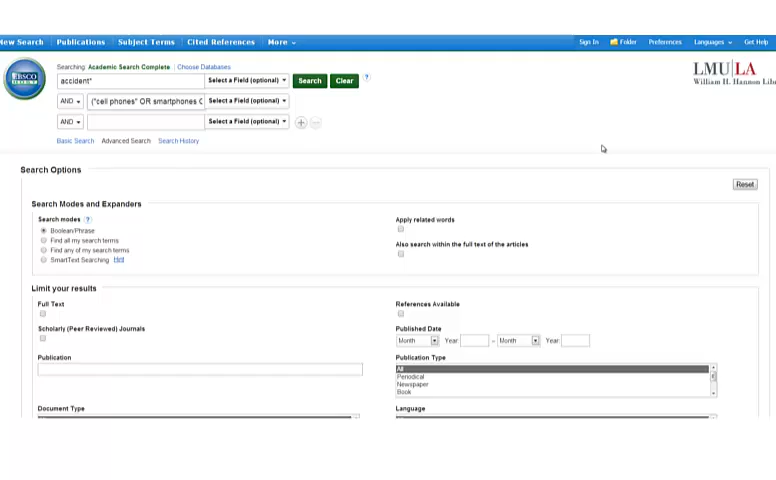 New Search Publications Subject Terms Cited References More Sign In Folder Preferences Languages Get Help
EBSCO HOST Searching: Academic Search Complete | Choose Databases
accident* Select a Field (optional) Search Clear ? LMU|LA
AND ("cell phones" OR smartphones O Select a Field (optional) William H. Hannon Lib
AND Select a Field (optional)
Basic Search Advanced Search Search History
Search Options
Reset
Search Modes and Expanders
Search modes ?
Boolean/Phrase
Find all my search terms
Find any of my search terms
SmartText Searching Hint
Apply related words
Also search within the full text of the articles
Limit your results
Full Text
References Available
Scholarly (Peer Reviewed) Journals
Published Date
Month Year: – Month Year:
Publication
Publication Type
All
Periodical
Newspaper
Book
Document Type
Language